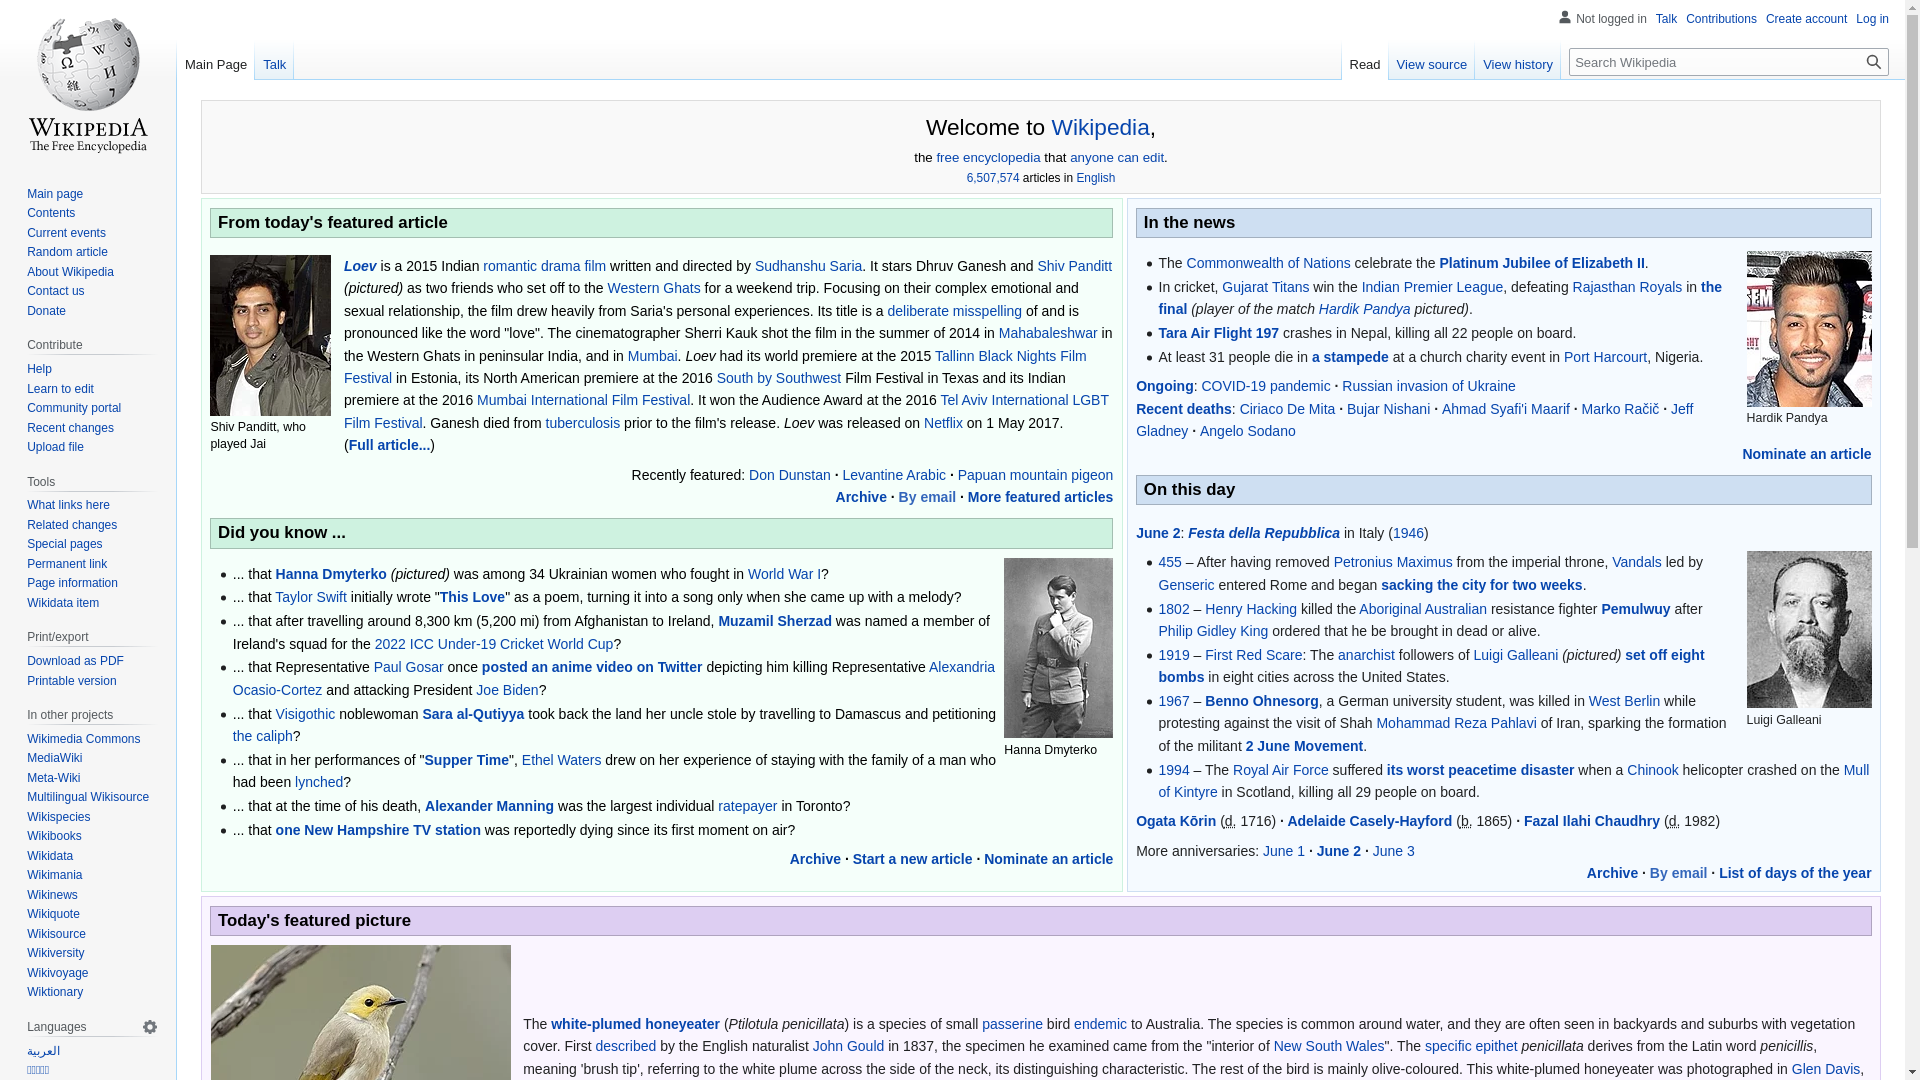 Not logged in Talk Contributions Create account Log in
Main Page Talk Read View source View history Search Wikipedia
WIKIPEDIA
The Free Encyclopedia
Main page
Contents
Current events
Random article
About Wikipedia
Contact us
Donate
Contribute
Help
Learn to edit
Community portal
Recent changes
Upload file
Tools
What links here
Related changes
Special pages
Permanent link
Page information
Wikidata item
Print/export
Download as PDF
Printable version
In other projects
Wikimedia Commons
MediaWiki
Meta-Wiki
Multilingual Wikisource
Wikispecies
Wikibooks
Wikidata
Wikimania
Wikinews
Wikiquote
Wikisource
Wikiversity
Wikivoyage
Wiktionary
Languages
العربية
Welcome to Wikipedia,
the free encyclopedia that anyone can edit.
6,507,574 articles in English
From today's featured article
Shiv Panditt, who
played Jai
Loev is a 2015 Indian romantic drama film written and directed by Sudhanshu Saria. It stars Dhruv Ganesh and Shiv Panditt
(pictured) as two friends who set off to the Western Ghats for a weekend trip. Focusing on their complex emotional and
sexual relationship, the film drew heavily from Saria's personal experiences. Its title is a deliberate misspelling of and is
pronounced like the word "love". The cinematographer Sherri Kauk shot the film in the summer of 2014 in Mahabaleshwar in
the Western Ghats in peninsular India, and in Mumbai. Loev had its world premiere at the 2015 Tallinn Black Nights Film
Festival in Estonia, its North American premiere at the 2016 South by Southwest Film Festival in Texas and its Indian
premiere at the 2016 Mumbai International Film Festival. It won the Audience Award at the 2016 Tel Aviv International LGBT
Film Festival. Ganesh died from tuberculosis prior to the film's release. Loev was released on Netflix on 1 May 2017.
(Full article...)
Recently featured: Don Dunstan · Levantine Arabic · Papuan mountain pigeon
Archive · By email · More featured articles
Did you know ...
Hanna Dmyterko
... that Hanna Dmyterko (pictured) was among 34 Ukrainian women who fought in World War I?
... that Taylor Swift initially wrote "This Love" as a poem, turning it into a song only when she came up with a melody?
... that after travelling around 8,300 km (5,200 mi) from Afghanistan to Ireland, Muzamil Sherzad was named a member of
Ireland's squad for the 2022 ICC Under-19 Cricket World Cup?
... that Representative Paul Gosar once posted an anime video on Twitter depicting him killing Representative Alexandria
Ocasio-Cortez and attacking President Joe Biden?
... that Visigothic noblewoman Sara al-Qutiyya took back the land her uncle stole by travelling to Damascus and petitioning
the caliph?
... that in her performances of "Supper Time", Ethel Waters drew on her experience of staying with the family of a man who
had been lynched?
... that at the time of his death, Alexander Manning was the largest individual ratepayer in Toronto?
... that one New Hampshire TV station was reportedly dying since its first moment on air?
Archive · Start a new article · Nominate an article
In the news
Hardik Pandya
The Commonwealth of Nations celebrate the Platinum Jubilee of Elizabeth II.
In cricket, Gujarat Titans win the Indian Premier League, defeating Rajasthan Royals in the
final (player of the match Hardik Pandya pictured).
Tara Air Flight 197 crashes in Nepal, killing all 22 people on board.
At least 31 people die in a stampede at a church charity event in Port Harcourt, Nigeria.
Ongoing: COVID-19 pandemic · Russian invasion of Ukraine
Recent deaths: Ciriaco De Mita · Bujar Nishani · Ahmad Syafi'i Maarif · Marko Račič · Jeff
Gladney · Angelo Sodano
Nominate an article
On this day
June 2: Festa della Repubblica in Italy (1946)
Luigi Galleani
455 – After having removed Petronius Maximus from the imperial throne, Vandals led by
Genseric entered Rome and began sacking the city for two weeks.
1802 – Henry Hacking killed the Aboriginal Australian resistance fighter Pemulwuy after
Philip Gidley King ordered that he be brought in dead or alive.
1919 – First Red Scare: The anarchist followers of Luigi Galleani (pictured) set off eight
bombs in eight cities across the United States.
1967 – Benno Ohnesorg, a German university student, was killed in West Berlin while
protesting against the visit of Shah Mohammad Reza Pahlavi of Iran, sparking the formation
of the militant 2 June Movement.
1994 – The Royal Air Force suffered its worst peacetime disaster when a Chinook helicopter crashed on the Mull
of Kintyre in Scotland, killing all 29 people on board.
Ogata Kōrin (d. 1716) · Adelaide Casely-Hayford (b. 1865) · Fazal Ilahi Chaudhry (d. 1982)
More anniversaries: June 1 · June 2 · June 3
Archive · By email · List of days of the year
Today's featured picture
The white-plumed honeyeater (Ptilotula penicillata) is a species of small passerine bird endemic to Australia. The species is common around water, and they are often seen in backyards and suburbs with vegetation
cover. First described by the English naturalist John Gould in 1837, the specimen he examined came from the "interior of New South Wales". The specific epithet penicillata derives from the Latin word penicillis,
meaning 'brush tip', referring to the white plume across the side of the neck, its distinguishing characteristic. The rest of the bird is mainly olive-coloured. This white-plumed honeyeater was photographed in Glen Davis,